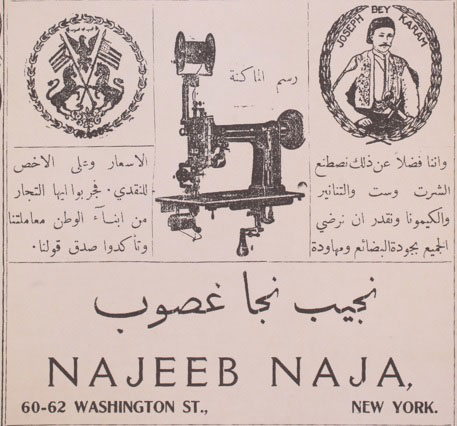 JOSEPH BEY KARAM
رسم الماكنة
واننا فضلاً عن ذلك نصطنع
الشرت وست والتنانير
والكيمونا ونقدر ان نرضي
الجميع بجودة البضائع ومهاودة
الاسعار وعلى الاخص
للنقدي. فجربوا ايها التجار
من ابنآء الوطن معاملتنا
وتأكدوا صدق قولنا.
نجيب نجا غصوب
NAJEEB NAJA,
60-62 WASHINGTON ST., NEW YORK.